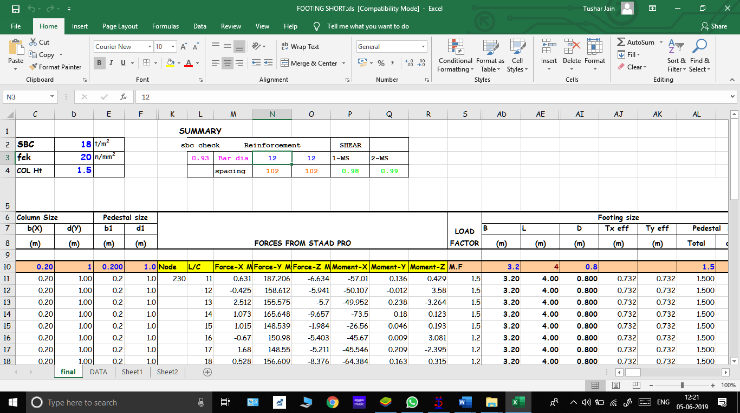 FOOTING SHORT.xls [Compatibility Mode] - Excel Tushar Jain
File Home Insert Page Layout Formulas Data Review View Help Tell me what you want to do Share
Cut
Copy
Paste Format Painter
Courier New 10
B I U
Wrap Text
Merge & Center
General
Conditional Formatting Format as Table Cell Styles
Insert Delete Format
AutoSum
Fill
Clear
Sort & Filter Find & Select
Clipboard Font Alignment Number Styles Cells Editing
N3 12
C D E F K L M N O P Q R S AD AE AI AJ AK AL
1 SUMMARY
2 SBC 18 t/m² sbc check Reinforcement SHEAR
3 fck 20 n/mm² 0.93 Bar dia 12 12 1-WS 2-WS
4 COL Ht 1.5 spacing 102 102 0.98 0.99
5
6 Column Size Pedestal size Footing size
7 b(X) d(Y) b1 d1 LOAD B L D Tx eff Ty eff Pedestal
8 (m) (m) (m) (m) FORCES FROM STAAD PRO FACTOR (m) (m) (m) (m) (m) Total
10 0.20 1 0.200 1.0 Node L/C Force-X M Force-Y M Force-Z M Moment-X Moment-Y Moment-Z M.F 3.2 4 0.8 1.5
11 0.20 1.00 0.2 1.0 230 11 0.631 187.206 -6.634 -57.01 0.136 0.429 1.5 3.20 4.00 0.800 0.732 0.732 1.500
12 0.20 1.00 0.2 1.0 12 -0.425 158.612 -5.941 -50.107 -0.012 3.58 1.5 3.20 4.00 0.800 0.732 0.732 1.500
13 0.20 1.00 0.2 1.0 13 2.512 155.575 -5.7 -49.952 0.238 -3.264 1.5 3.20 4.00 0.800 0.732 0.732 1.500
14 0.20 1.00 0.2 1.0 14 1.073 165.648 -9.657 -73.5 0.18 0.123 1.5 3.20 4.00 0.800 0.732 0.732 1.500
15 0.20 1.00 0.2 1.0 15 1.015 148.539 -1.984 -26.56 0.046 0.193 1.5 3.20 4.00 0.800 0.732 0.732 1.500
16 0.20 1.00 0.2 1.0 16 -0.67 150.98 -5.403 -45.67 0.009 3.081 1.2 3.20 4.00 0.800 0.732 0.732 1.500
17 0.20 1.00 0.2 1.0 17 1.68 148.55 -5.211 -45.546 0.209 -2.395 1.2 3.20 4.00 0.800 0.732 0.732 1.500
18 0.20 1.00 0.2 1.0 18 0.528 156.609 -8.376 -64.384 0.163 0.315 1.2 3.20 4.00 0.800 0.732 0.732 1.500
final DATA Sheet1 Sheet2
100%
Type here to search
ENG 12:21
05-06-2019